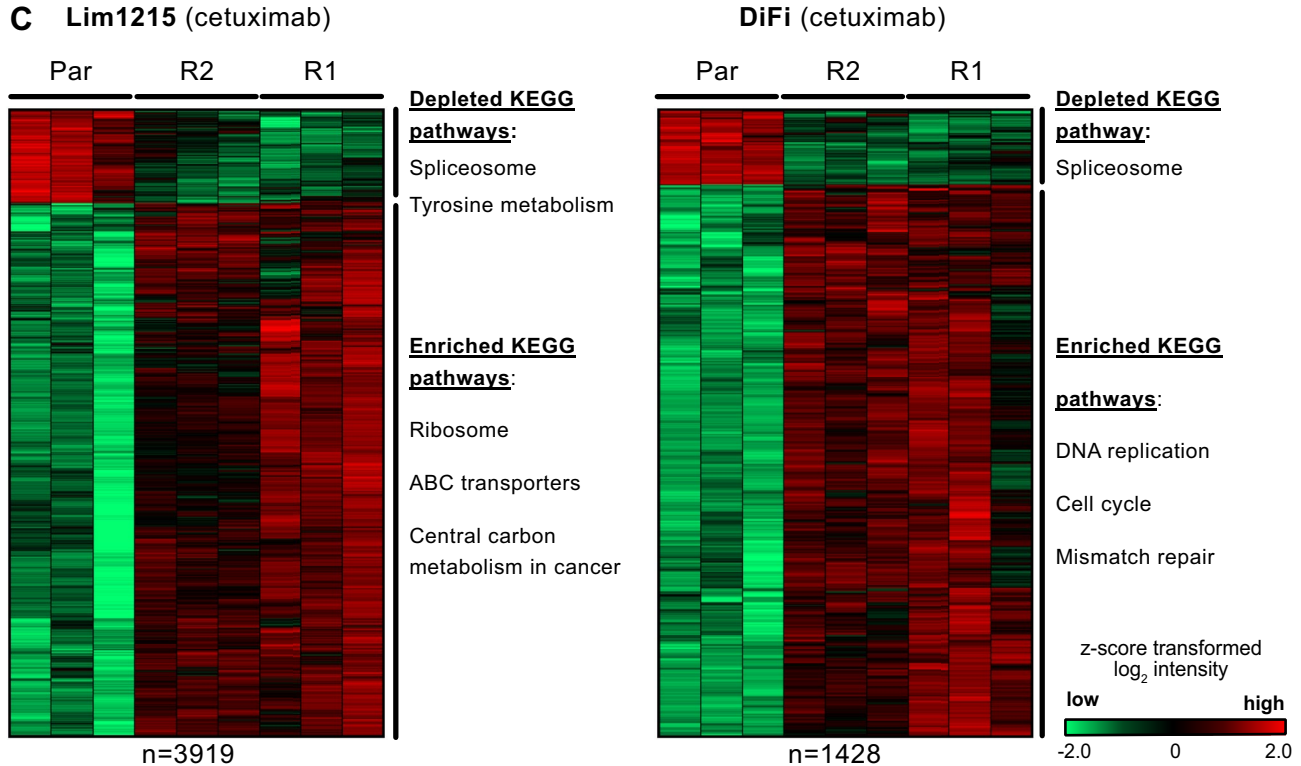 C Lim1215 (cetuximab)
Par R2 R1
Depleted KEGG
pathways:
Spliceosome
Tyrosine metabolism
Enriched KEGG
pathways:
Ribosome
ABC transporters
Central carbon
metabolism in cancer
n=3919
DiFi (cetuximab)
Par R2 R1
Depleted KEGG
pathway:
Spliceosome
Enriched KEGG
pathways:
DNA replication
Cell cycle
Mismatch repair
n=1428
z-score transformed
log2 intensity
low high
-2.0 0 2.0